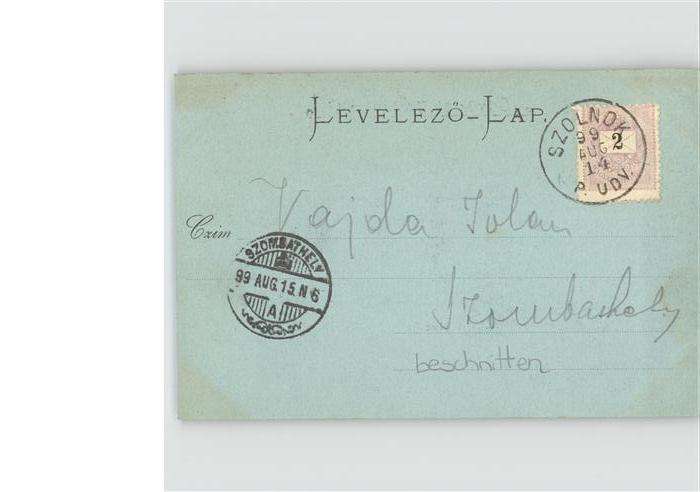 LEVELEZŐ-LAP.
SZOLNOK
99
AUG
14
P. UDV.
2
Czim
Vajda Jolan
SZOMBATHELY
99 AUG. 15. N 6
A
Szombathely
beschnitten